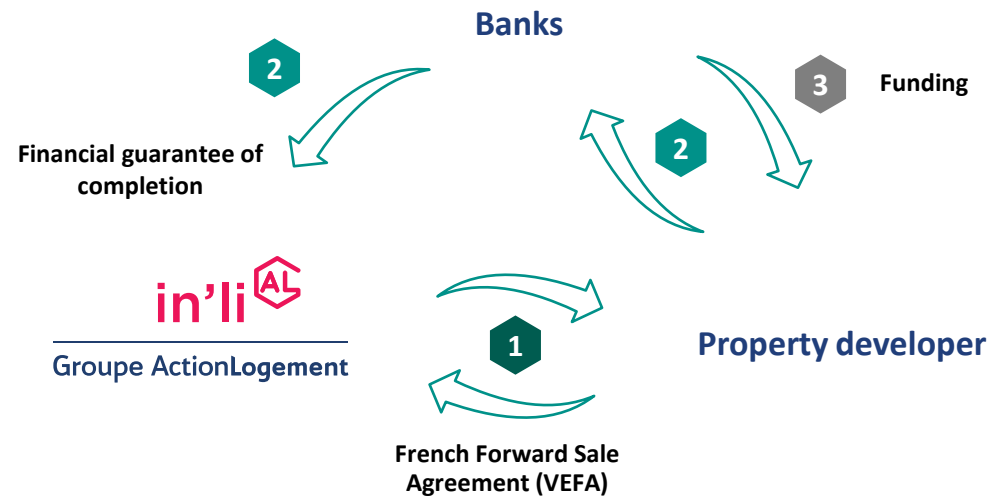 Banks
2
3
Funding
2
Financial guarantee of
completion
in'li AL
Groupe ActionLogement
1
Property developer
French Forward Sale
Agreement (VEFA)